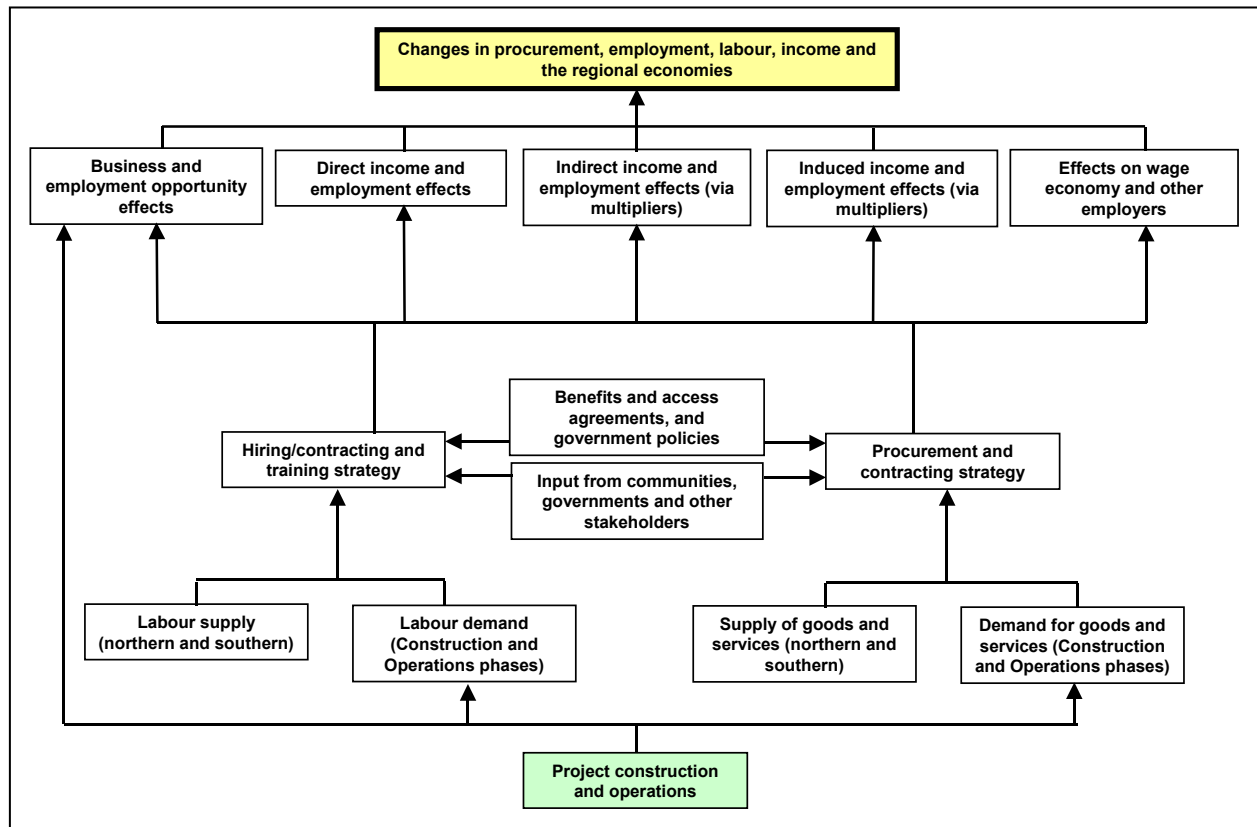 Changes in procurement, employment, labour, income and
the regional economies
Business and
employment opportunity
effects
Direct income and
employment effects
Indirect income and
employment effects (via
multipliers)
Induced income and
employment effects (via
multipliers)
Effects on wage
economy and other
employers
Benefits and access
agreements, and
government policies
Hiring/contracting and
training strategy
Procurement and
contracting strategy
Input from communities,
governments and other
stakeholders
Labour supply
(northern and southern)
Labour demand
(Construction and
Operations phases)
Supply of goods and
services (northern and
southern)
Demand for goods and
services (Construction
and Operations phases)
Project construction
and operations